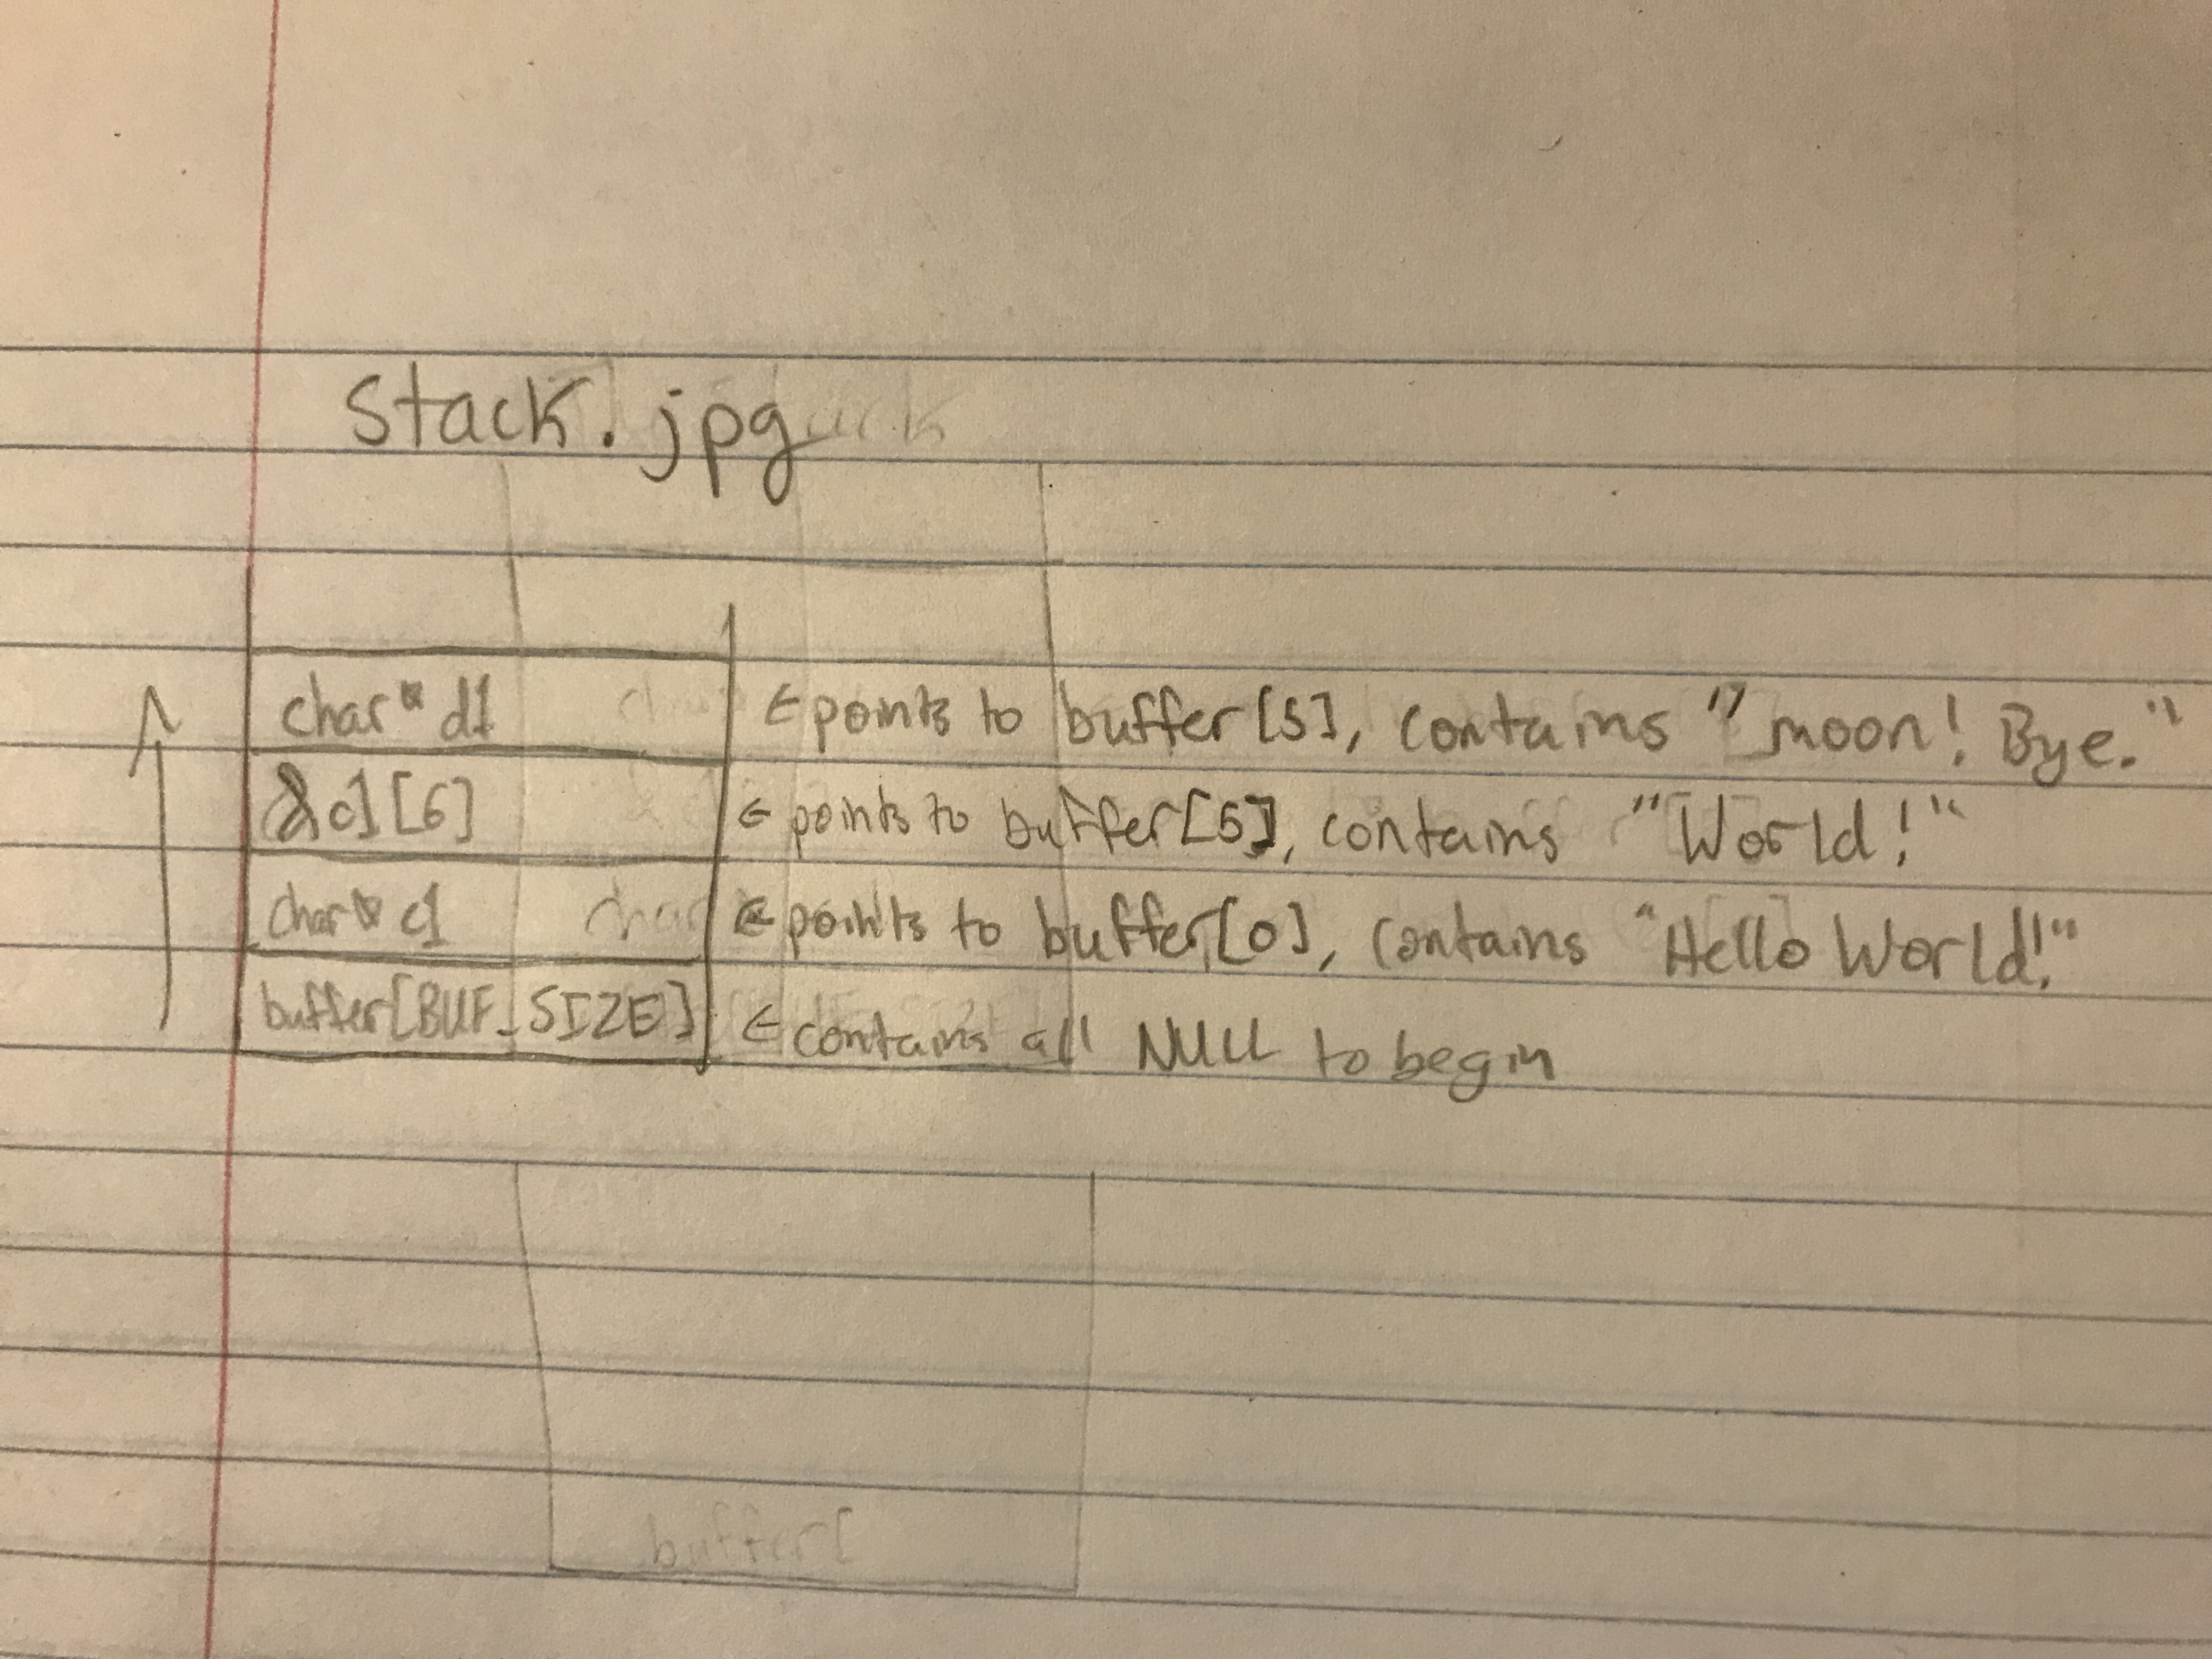 stack.jpg
char* d1 ← points to buffer[5], contains " moon! Bye."
&c1[6] ← points to buffer[5], contains "World!"
char* c1 ← points to buffer[0], contains "Hello World!"
buffer[BUF_SIZE] ← contains all NULL to begin
buffer[